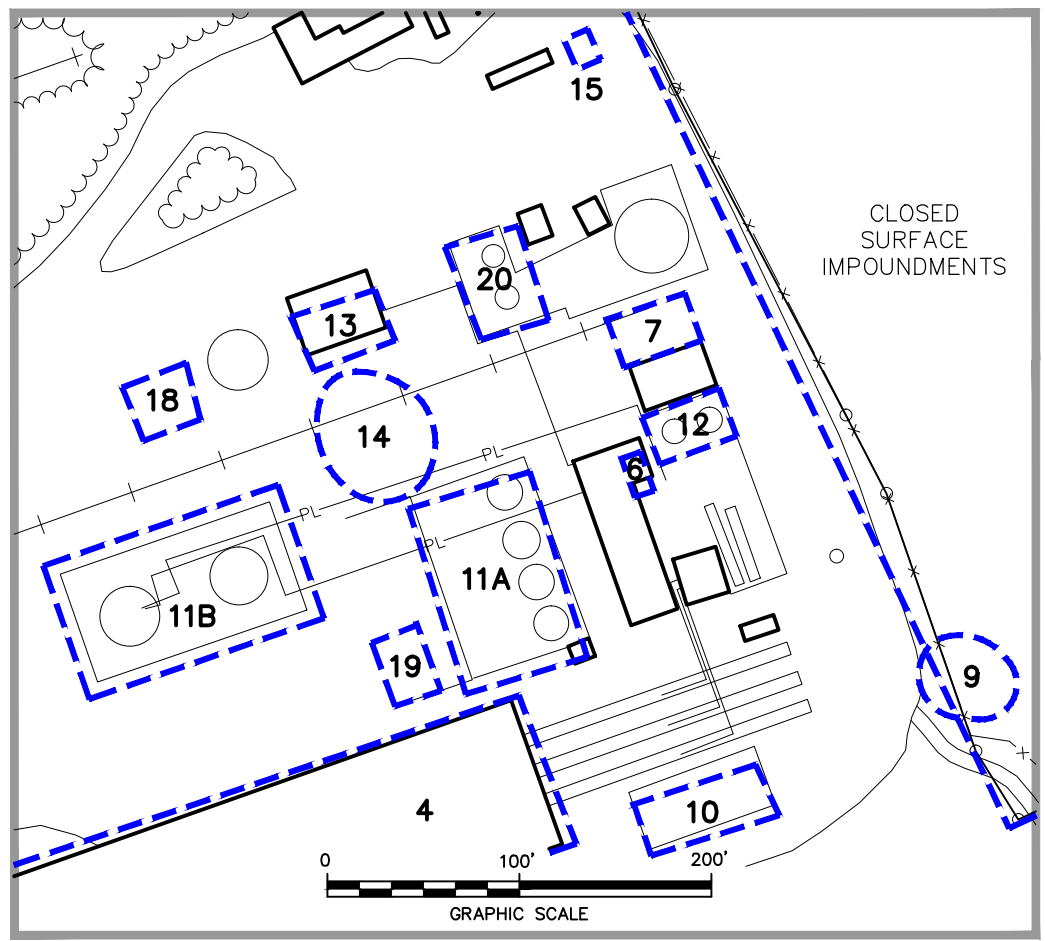 15
CLOSED
SURFACE
IMPOUNDMENTS
20
13
7
18
12
14
PL
6
PL
PL
11A
11B
19
9
4
10
0
100'
200'
GRAPHIC SCALE